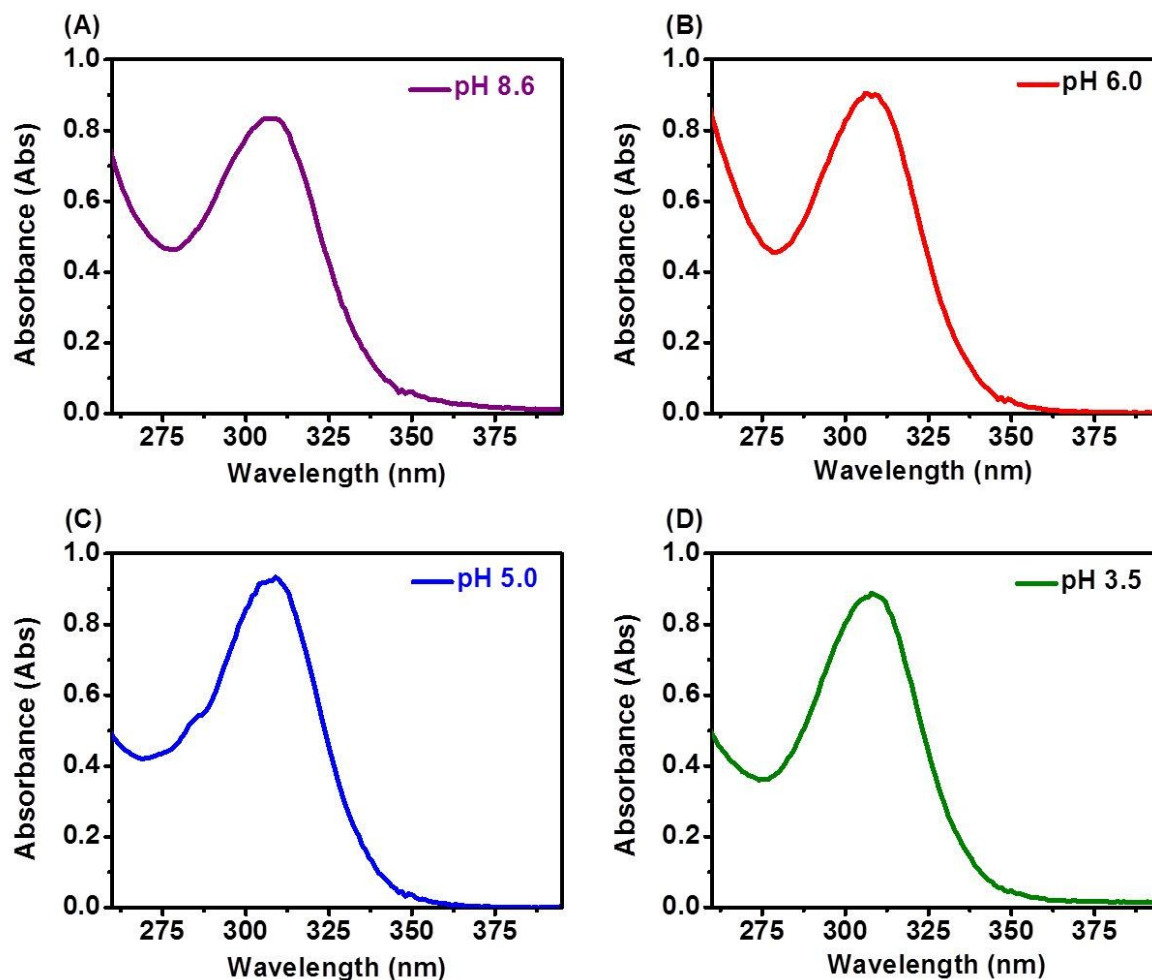 (A)
1.0
0.8
0.6
0.4
0.2
0.0
Absorbance (Abs)
pH 8.6
275 300 325 350 375
Wavelength (nm)
(B)
1.0
0.8
0.6
0.4
0.2
0.0
Absorbance (Abs)
pH 6.0
275 300 325 350 375
Wavelength (nm)
(C)
1.0
0.8
0.6
0.4
0.2
0.0
Absorbance (Abs)
pH 5.0
275 300 325 350 375
Wavelength (nm)
(D)
1.0
0.8
0.6
0.4
0.2
0.0
Absorbance (Abs)
pH 3.5
275 300 325 350 375
Wavelength (nm)